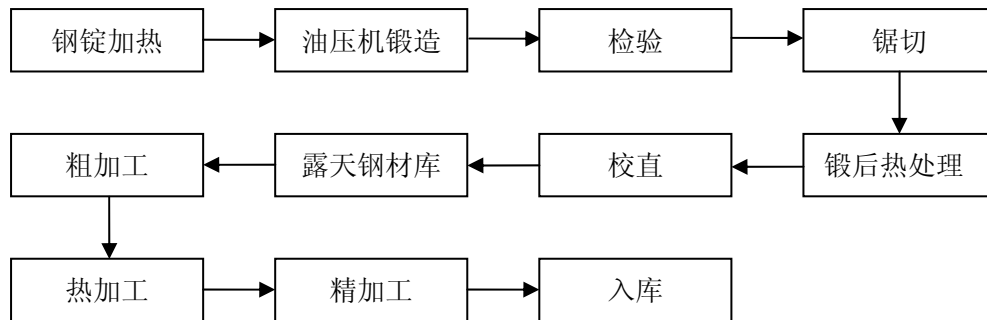 钢锭加热
油压机锻造
检验
锯切
粗加工
露天钢材库
校直
锻后热处理
热加工
精加工
入库